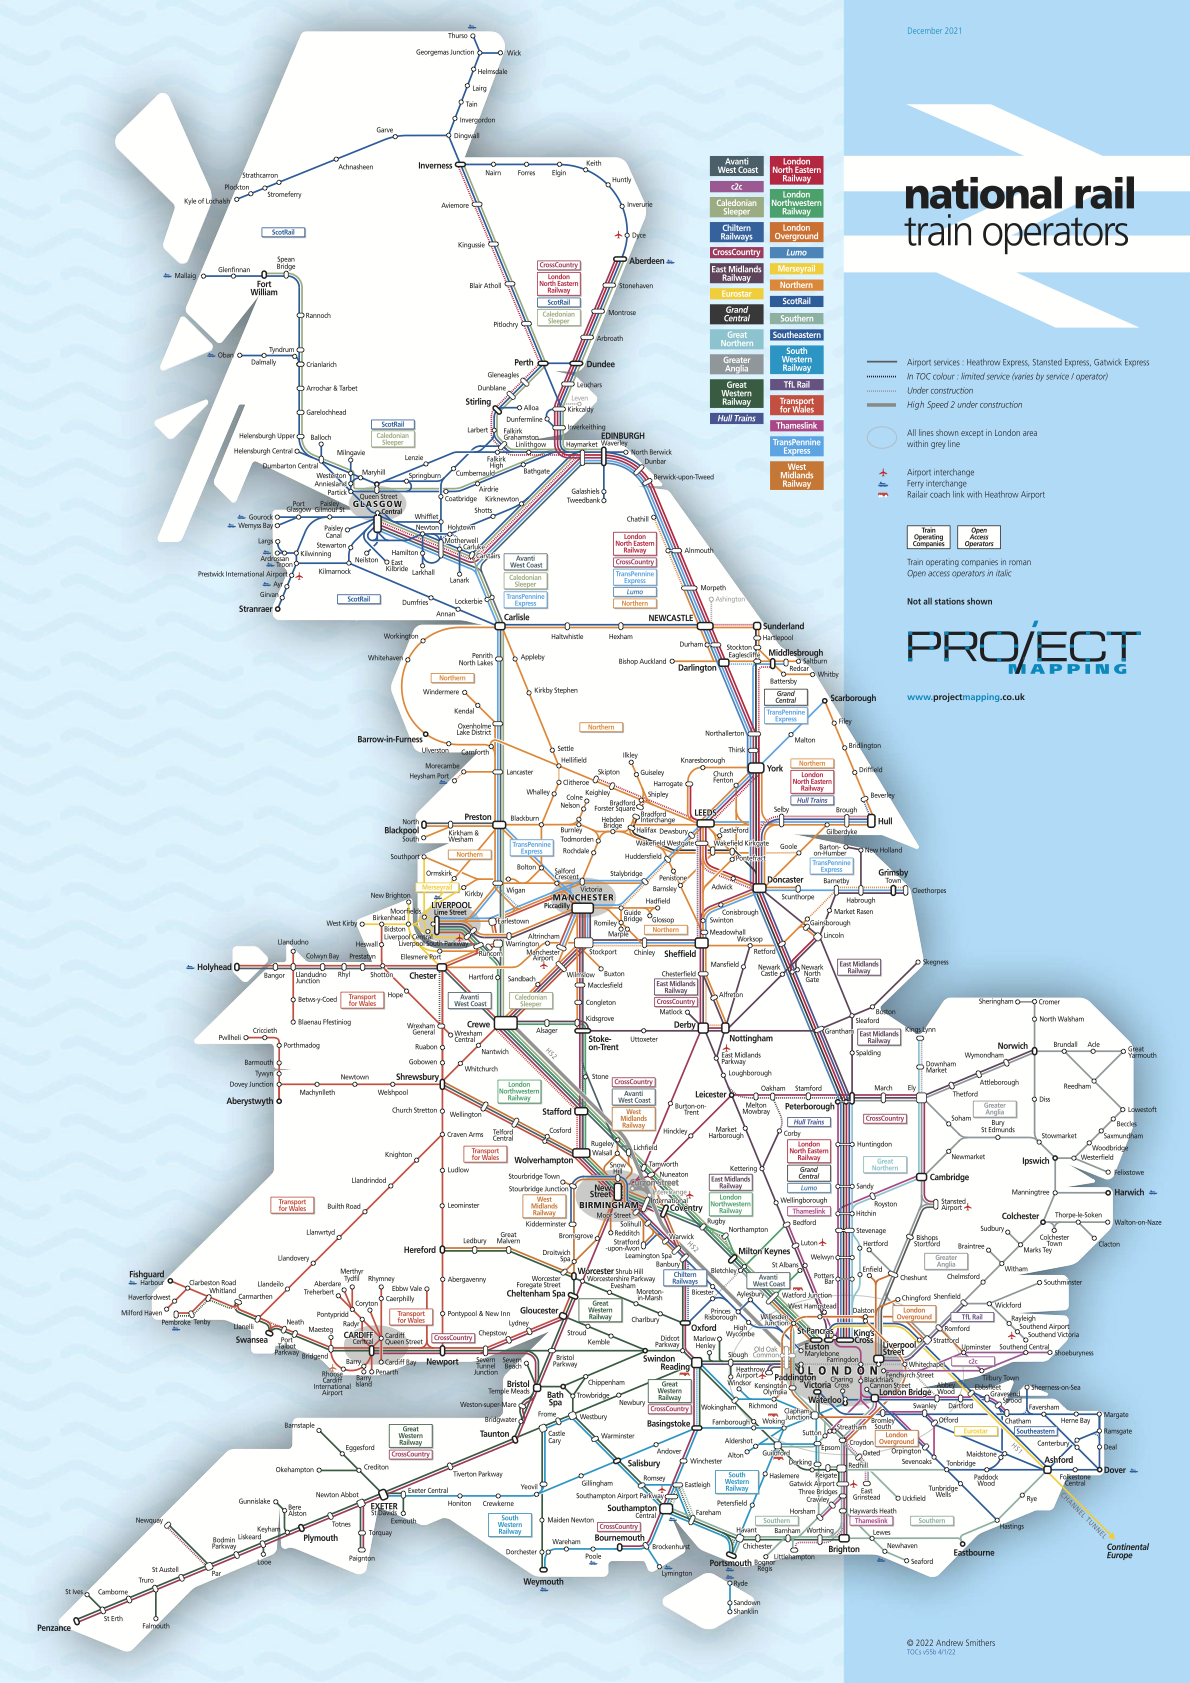 December 2021
national rail
train operators
Avanti
West Coast
c2c
Caledonian
Sleeper
Chiltern
Railways
CrossCountry
East Midlands
Railway
Eurostar
Grand
Central
Great
Northern
Greater
Anglia
Great
Western
Railway
Hull Trains
London
North Eastern
Railway
London
Northwestern
Railway
London
Overground
Lumo
Merseyrail
Northern
ScotRail
Southern
Southeastern
South
Western
Railway
TfL Rail
Transport
for Wales
Thameslink
TransPennine
Express
West
Midlands
Railway
Airport services : Heathrow Express, Stansted Express, Gatwick Express
In TOC colour : limited service (varies by service / operator)
Under construction
High Speed 2 under construction
All lines shown except in London area
within grey line
Airport interchange
Ferry interchange
Railair coach link with Heathrow Airport
Train
Operating
Companies
Open
Access
Operators
Train operating companies in roman
Open access operators in italic
Not all stations shown
PROJECT
MAPPING
www.projectmapping.co.uk
Thurso
Georgemas Junction
Wick
Helmsdale
Lairg
Tain
Invergordon
Dingwall
Garve
Achnasheen
Strathcarron
Plockton
Stromeferry
Kyle of Lochalsh
Inverness
Nairn
Forres
Elgin
Keith
Huntly
Inverurie
Dyce
Aberdeen
Aviemore
Kingussie
Blair Atholl
Pitlochry
Perth
Dundee
Stonehaven
Montrose
Arbroath
Leuchars
Leven
Kirkcaldy
Inverkeithing
Gleneagles
Dunblane
Stirling
Alloa
Dunfermline
Larbert
Falkirk
Grahamston
Linlithgow
Haymarket
EDINBURGH
Waverley
North Berwick
Dunbar
Berwick-upon-Tweed
Galashiels
Tweedbank
Mallaig
Glenfinnan
Spean
Bridge
Fort
William
Rannoch
Tyndrum
Oban
Dalmally
Crianlarich
Arrochar & Tarbet
Garelochhead
Helensburgh Upper
Helensburgh Central
Balloch
Milngavie
Dumbarton Central
Westerton
Anniesland
Partick
Maryhill
Lenzie
Springburn
Falkirk
High
Cumbernauld
Bathgate
Airdrie
Coatbridge
Kirknewton
Shotts
Queen Street
GLASGOW
Central
Port
Glasgow
Paisley
Gilmour St
Gourock
Wemyss Bay
Largs
Ardrossan
Troon
Kilwinning
Prestwick International Airport
Ayr
Girvan
Stranraer
Paisley
Canal
Stewarton
Kilmarnock
Neilston
East
Kilbride
Whifflet
Newton
Holytown
Motherwell
Hamilton
Larkhall
Carluke
Carstairs
Lanark
Dumfries
Lockerbie
Annan
Carlisle
Chathill
Alnmouth
Morpeth
Ashington
NEWCASTLE
Sunderland
Hartlepool
Haltwhistle
Hexham
Durham
Stockton
Eaglescliffe
Middlesbrough
Saltburn
Redcar
Whitby
Battersby
Bishop Auckland
Darlington
Workington
Whitehaven
Penrith
North Lakes
Appleby
Kirkby Stephen
Windermere
Kendal
Oxenholme
Lake District
Barrow-in-Furness
Ulverston
Carnforth
Settle
Hellifield
Morecambe
Heysham Port
Lancaster
Clitheroe
Whalley
Skipton
Ilkley
Guiseley
Keighley
Shipley
Colne
Nelson
Bradford
Forster Square
Bradford
Interchange
Harrogate
Knaresborough
Church
Fenton
Scarborough
Filey
Malton
Bridlington
Driffield
Northallerton
Thirsk
York
Beverley
Selby
Brough
Hull
Gilberdyke
North
Blackpool
South
Preston
Blackburn
Kirkham &
Wesham
Burnley
Hebden
Bridge
Todmorden
Rochdale
Halifax
Dewsbury
LEEDS
Castleford
Wakefield Westgate
Wakefield Kirkgate
Pontefract
Huddersfield
Goole
Barton-
on-Humber
New Holland
Southport
Ormskirk
Kirkby
Wigan
Bolton
Salford
Crescent
Stalybridge
Penistone
Barnsley
Adwick
Doncaster
Scunthorpe
Barnetby
Habrough
Grimsby
Town
Cleethorpes
Market Rasen
Gainsborough
Lincoln
New Brighton
Moorfields
Birkenhead
West Kirby
Bidston
LIVERPOOL
Lime Street
Liverpool Central
Liverpool South Parkway
Earlestown
Warrington
Altrincham
Manchester
Airport
Victoria
MANCHESTER
Piccadilly
Guide
Bridge
Hadfield
Glossop
Romiley
Marple
Conisbrough
Swinton
Meadowhall
Worksop
Retford
Heswall
Ellesmere Port
Runcorn
Stockport
Chinley
Sheffield
Buxton
Wilmslow
Macclesfield
Congleton
Kidsgrove
Chesterfield
Mansfield
Newark
Castle
Newark
North
Gate
Alfreton
Matlock
Skegness
Boston
Sleaford
Grantham
Spalding
Llandudno
Colwyn Bay
Prestatyn
Holyhead
Bangor
Llandudno
Junction
Rhyl
Shotton
Chester
Hartford
Sandbach
Betws-y-Coed
Blaenau Ffestiniog
Hope
Wrexham
General
Wrexham
Central
Crewe
Alsager
Stoke-
on-Trent
Uttoxeter
Derby
Nottingham
East Midlands
Parkway
Loughborough
Criccieth
Pwllheli
Porthmadog
Barmouth
Tywyn
Dovey Junction
Aberystwyth
Machynlleth
Newtown
Welshpool
Ruabon
Gobowen
Nantwich
Whitchurch
Shrewsbury
HS2
Stone
Stafford
Wellington
Telford
Central
Cosford
Church Stretton
Craven Arms
Ludlow
Leominster
Knighton
Llandrindod
Builth Road
Llanwrtyd
Llandovery
Llandeilo
Wolverhampton
Rugeley
Walsall
Lichfield
Tamworth
Nuneaton
Burton-on-
Trent
Hinckley
Leicester
Melton
Mowbray
Oakham
Stamford
Peterborough
March
Ely
Kings Lynn
Downham
Market
Market
Harborough
Corby
Kettering
Wellingborough
Bedford
Huntingdon
Sandy
Royston
Hitchin
Stevenage
Hertford
Luton
Welwyn
St Albans
Potters
Bar
Enfield
Cheshunt
Sheringham
Cromer
North Walsham
Norwich
Wymondham
Attleborough
Thetford
Brundall
Acle
Great
Yarmouth
Reedham
Diss
Lowestoft
Beccles
Saxmundham
Woodbridge
Westerfield
Felixstowe
Soham
Bury
St Edmunds
Stowmarket
Newmarket
Cambridge
Ipswich
Manningtree
Harwich
Stansted
Airport
Bishops
Stortford
Sudbury
Colchester
Thorpe-le-Soken
Walton-on-Naze
Colchester
Town
Marks Tey
Clacton
Braintree
Witham
Chelmsford
Southminster
Wickford
Rayleigh
Southend Airport
Southend Victoria
Southend Central
Shoeburyness
Stourbridge Town
Stourbridge Junction
Snow
Hill
New
Street
BIRMINGHAM
Moor Street
Curzon Street
Interchange
International
Coventry
Kidderminster
Bromsgrove
Droitwich
Spa
Solihull
Redditch
Stratford
-upon-Avon
Leamington Spa
Warwick
Rugby
Northampton
Banbury
Milton Keynes
Bletchley
Hereford
Ledbury
Great
Malvern
Worcester Shrub Hill
Worcester
Foregate Street
Worcestershire Parkway
Evesham
Moreton-
in-Marsh
Cheltenham Spa
Gloucester
Charlbury
Stroud
Kemble
Bicester
Aylesbury
Oxford
Princes
Risborough
High
Wycombe
Watford Junction
West Hampstead
Willesden
Junction
Abergavenny
Pontypool & New Inn
Lydney
Chepstow
Fishguard
Harbour
Haverfordwest
Clarbeston Road
Whitland
Carmarthen
Milford Haven
Pembroke
Tenby
Llanelli
Swansea
Neath
Port
Talbot
Parkway
Maesteg
Bridgend
Merthyr
Tydfil
Rhymney
Aberdare
Treherbert
Coryton
Ebbw Vale
Caerphilly
Pontypridd
Radyr
CARDIFF
Central
Cardiff
Queen Street
Cardiff Bay
Penarth
Barry
Barry
Island
Rhoose
Cardiff
International
Airport
Newport
Severn
Tunnel
Junction
Severn
Beach
Bristol
Parkway
Bristol
Temple Meads
Bath
Spa
Chippenham
Trowbridge
Swindon
Didcot
Parkway
Reading
Marlow
Henley
Slough
Heathrow
Airport
Windsor
Weston-super-Mare
Bridgwater
Taunton
Frome
Castle
Cary
Westbury
Warminster
Newbury
Basingstoke
Wokingham
Farnborough
Aldershot
Alton
Woking
Guildford
Haslemere
Petersfield
Andover
Winchester
Salisbury
Gillingham
Romsey
Eastleigh
Southampton Airport Parkway
Southampton
Central
Fareham
Yeovil
Crewkerne
Honiton
Maiden Newton
Dorchester
Weymouth
Wareham
Poole
Bournemouth
Brockenhurst
Lymington
Havant
Portsmouth Harbour
Ryde
Sandown
Shanklin
Chichester
Bognor
Regis
Barnham
Littlehampton
Worthing
Brighton
Barnstaple
Eggesford
Okehampton
Crediton
Tiverton Parkway
Exeter Central
EXETER
St Davids
Exmouth
Newton Abbot
Torquay
Paignton
Totnes
Plymouth
Gunnislake
Bere
Alston
Keyham
Liskeard
Looe
Bodmin
Parkway
Newquay
Par
St Austell
Truro
Falmouth
Camborne
St Ives
St Erth
Penzance
Old Oak
Common
St Pancras
King's
Cross
Euston
Marylebone
Farringdon
Dalston
LONDON
Paddington
Victoria
Waterloo
Charing
Cross
Blackfriars
Cannon Street
London Bridge
Liverpool
Street
Fenchurch Street
Whitechapel
Chingford
Shenfield
Romford
Stratford
Upminster
Tilbury Town
Kensington
Olympia
Richmond
Clapham
Junction
Streatham
Sutton
Epsom
Croydon
Bromley
South
Orpington
Oxted
Dorking
Reigate
Redhill
Gatwick Airport
Three Bridges
Crawley
Horsham
Haywards Heath
East
Grinstead
Uckfield
Lewes
Newhaven
Seaford
Eastbourne
Hastings
Rye
Abbey
Wood
Dartford
Ebbsfleet
Gravesend
Strood
Sheerness-on-Sea
Swanley
Otford
Sevenoaks
Tonbridge
Tunbridge
Wells
Paddock
Wood
Maidstone
Chatham
Faversham
Herne Bay
Margate
Ramsgate
Deal
Canterbury
Ashford
Folkestone
Central
Dover
HS1
CHANNEL TUNNEL
Continental
Europe
© 2022 Andrew Smithers
TOCs v55b 4/1/22